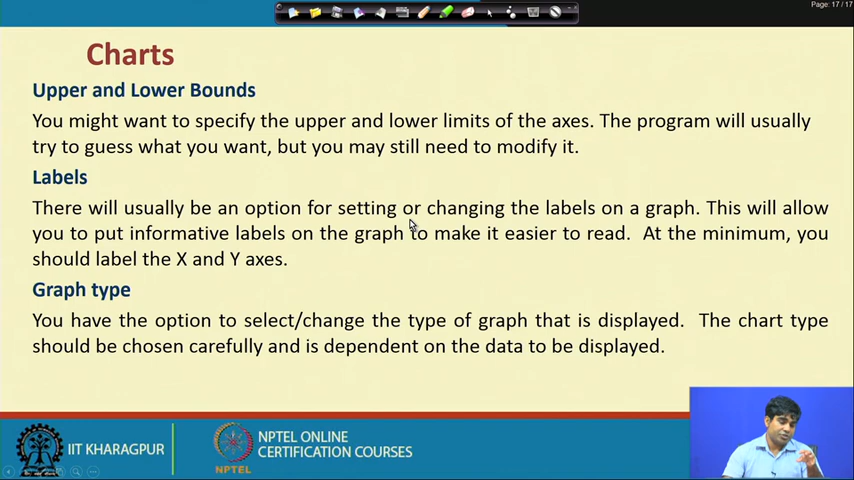 Page: 17 / 17
Charts
Upper and Lower Bounds
You might want to specify the upper and lower limits of the axes. The program will usually
try to guess what you want, but you may still need to modify it.
Labels
There will usually be an option for setting or changing the labels on a graph. This will allow
you to put informative labels on the graph to make it easier to read. At the minimum, you
should label the X and Y axes.
Graph type
You have the option to select/change the type of graph that is displayed. The chart type
should be chosen carefully and is dependent on the data to be displayed.
IIT KHARAGPUR
NPTEL
NPTEL ONLINE
CERTIFICATION COURSES